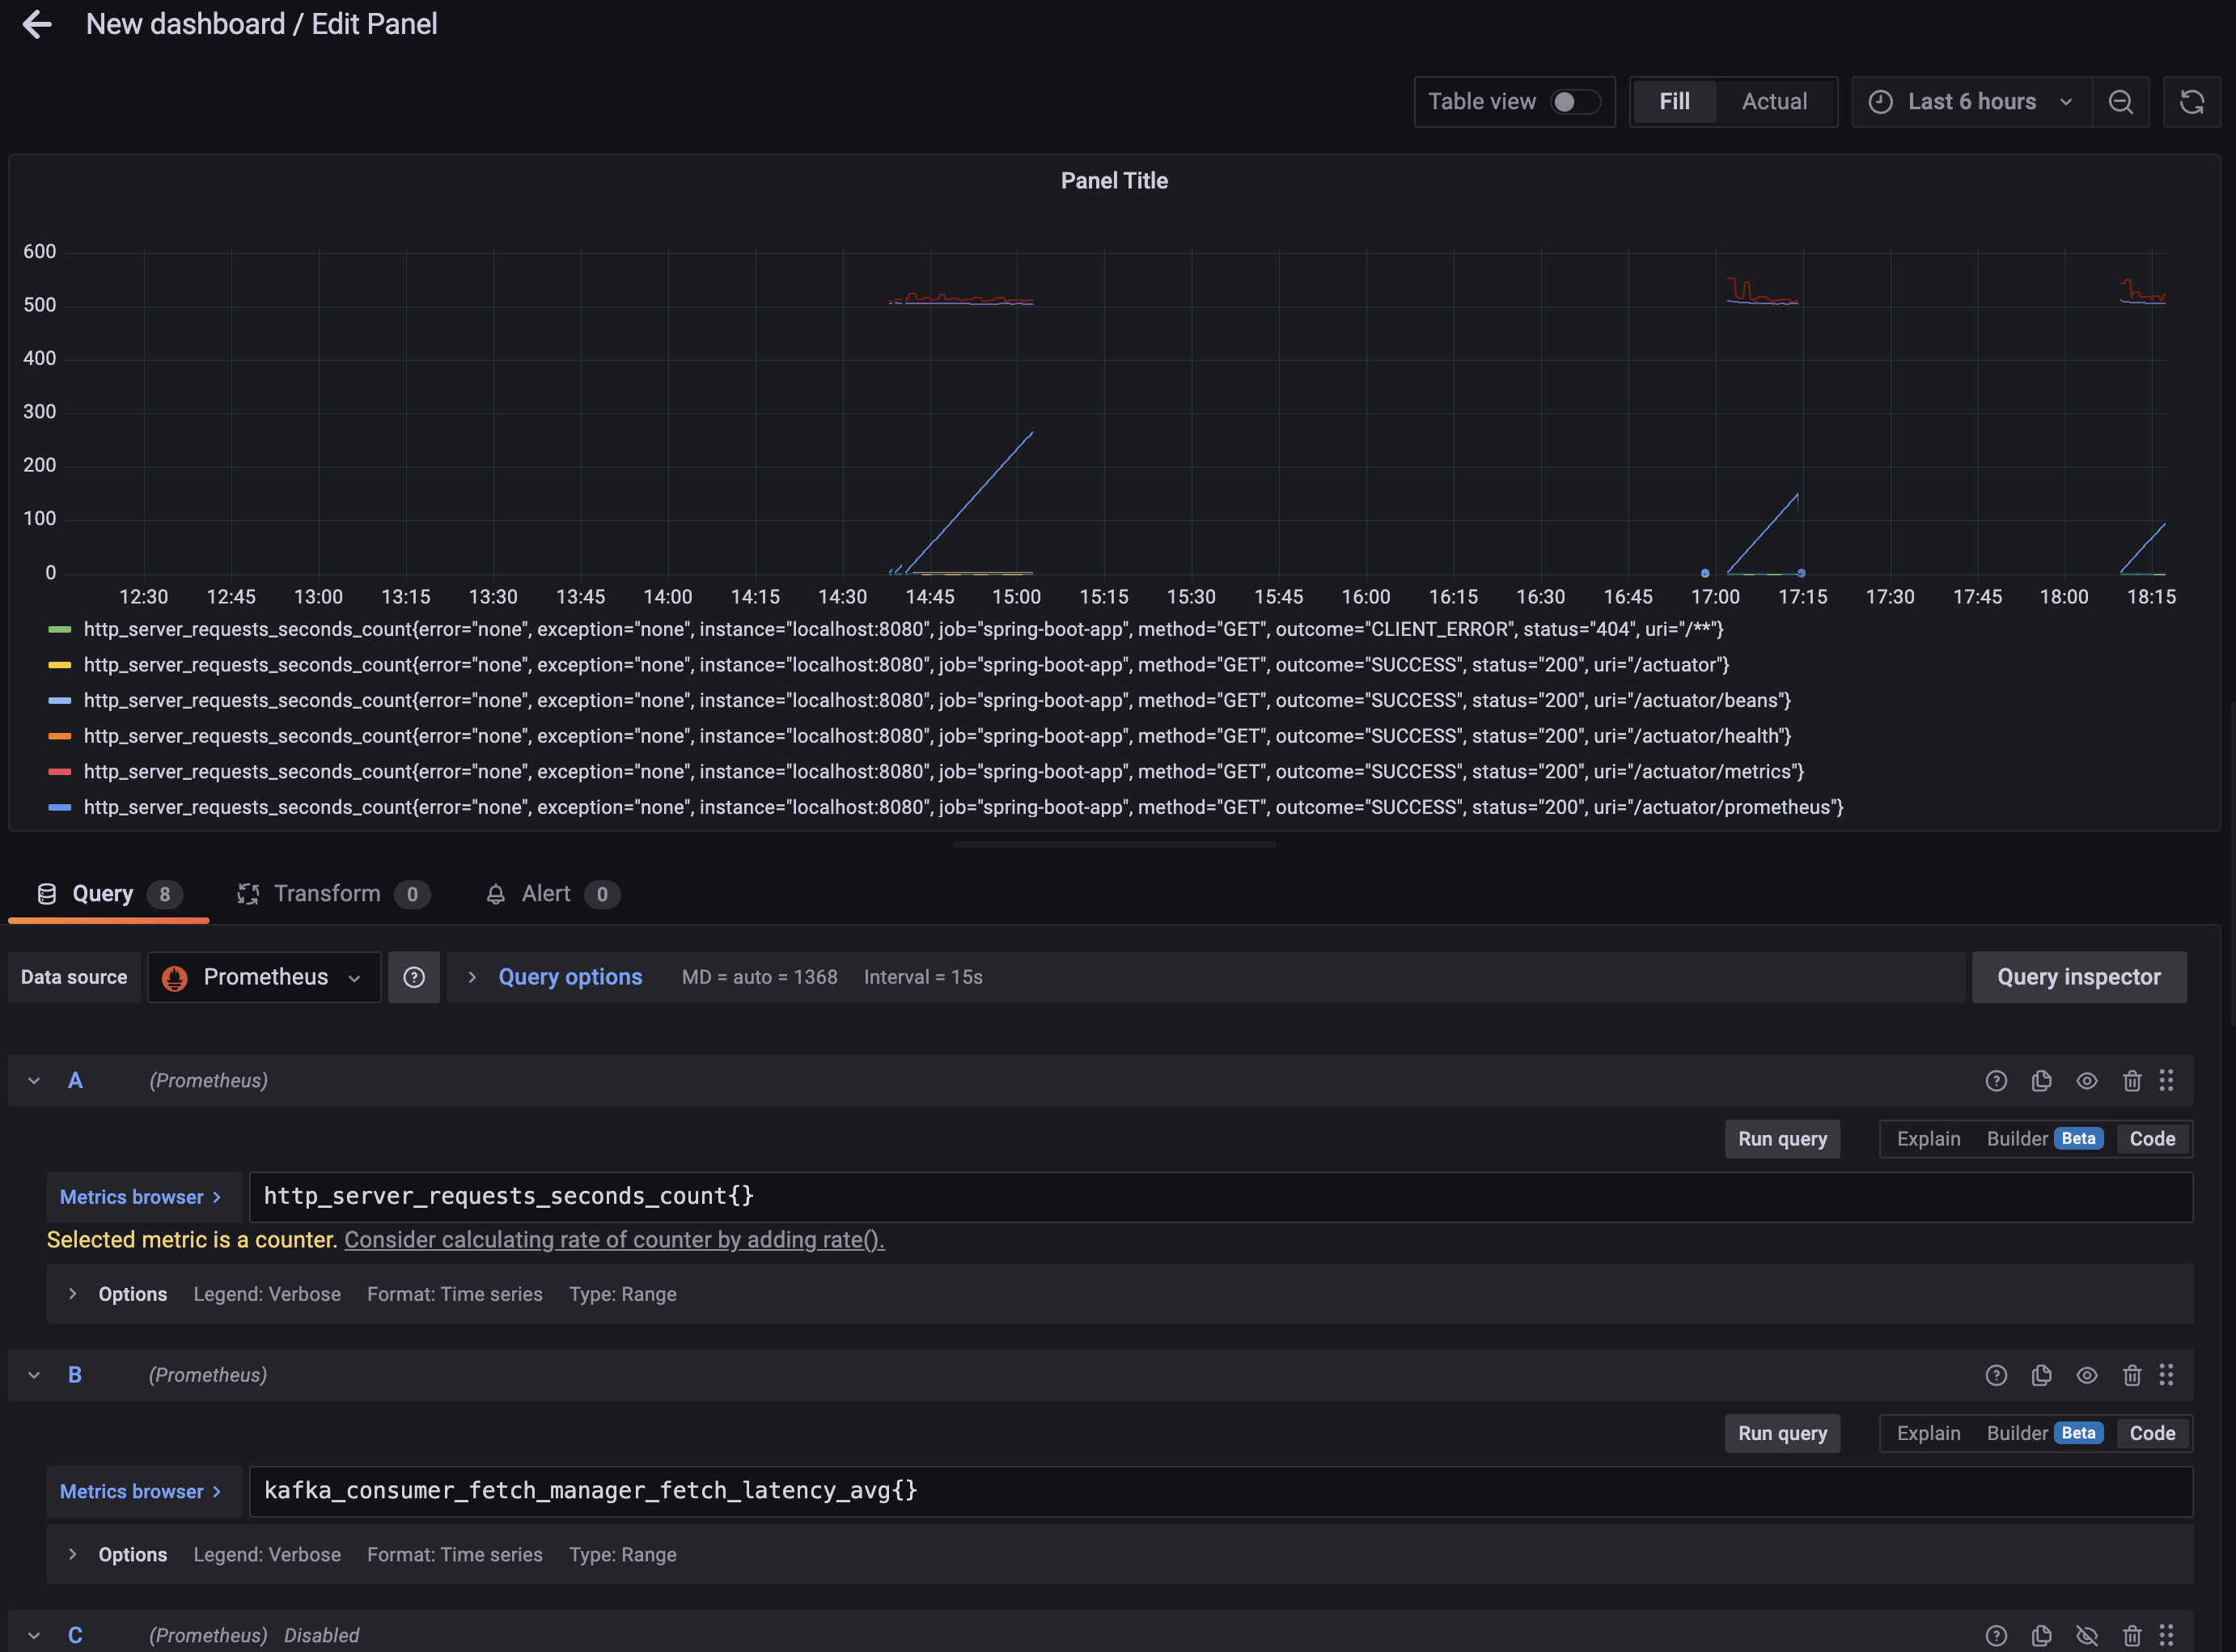 New dashboard / Edit Panel
Table view Fill Actual Last 6 hours
Panel Title
600
500
400
300
200
100
0
12:30 12:45 13:00 13:15 13:30 13:45 14:00 14:15 14:30 14:45 15:00 15:15 15:30 15:45 16:00 16:15 16:30 16:45 17:00 17:15 17:30 17:45 18:00 18:15
http_server_requests_seconds_count{error="none", exception="none", instance="localhost:8080", job="spring-boot-app", method="GET", outcome="CLIENT_ERROR", status="404", uri="/**"}
http_server_requests_seconds_count{error="none", exception="none", instance="localhost:8080", job="spring-boot-app", method="GET", outcome="SUCCESS", status="200", uri="/actuator"}
http_server_requests_seconds_count{error="none", exception="none", instance="localhost:8080", job="spring-boot-app", method="GET", outcome="SUCCESS", status="200", uri="/actuator/beans"}
http_server_requests_seconds_count{error="none", exception="none", instance="localhost:8080", job="spring-boot-app", method="GET", outcome="SUCCESS", status="200", uri="/actuator/health"}
http_server_requests_seconds_count{error="none", exception="none", instance="localhost:8080", job="spring-boot-app", method="GET", outcome="SUCCESS", status="200", uri="/actuator/metrics"}
http_server_requests_seconds_count{error="none", exception="none", instance="localhost:8080", job="spring-boot-app", method="GET", outcome="SUCCESS", status="200", uri="/actuator/prometheus"}
Query 8 Transform 0 Alert 0
Data source Prometheus Query options MD = auto = 1368 Interval = 15s Query inspector
A (Prometheus)
Run query Explain Builder Beta Code
Metrics browser http_server_requests_seconds_count{}
Selected metric is a counter. Consider calculating rate of counter by adding rate().
Options Legend: Verbose Format: Time series Type: Range
B (Prometheus)
Run query Explain Builder Beta Code
Metrics browser kafka_consumer_fetch_manager_fetch_latency_avg{}
Options Legend: Verbose Format: Time series Type: Range
C (Prometheus) Disabled